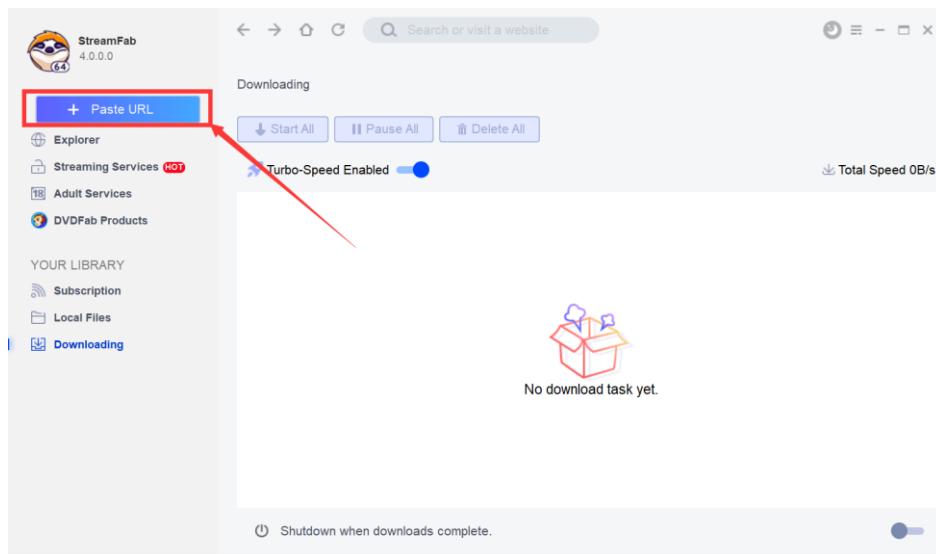 StreamFab
4.0.0.0
64
Search or visit a website
+ Paste URL
Explorer
Streaming Services HOT
18 Adult Services
DVDFab Products
YOUR LIBRARY
Subscription
Local Files
Downloading
Downloading
Start All Pause All Delete All
Turbo-Speed Enabled
Total Speed 0B/s
No download task yet.
Shutdown when downloads complete.